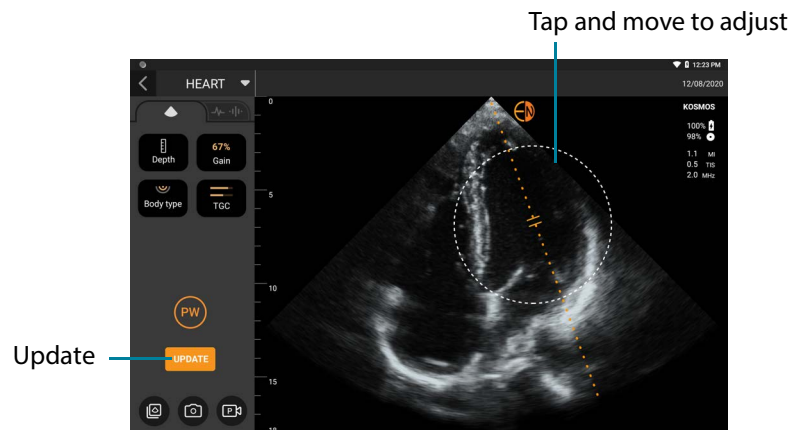 Tap and move to adjust
12:23 PM
HEART
12/08/2020
0
KOSMOS
100%
98%
1.1 MI
0.5 TIS
2.0 MHz
Depth
67%
Gain
5
Body type
TGC
10
PW
Update
UPDATE
15
P
18